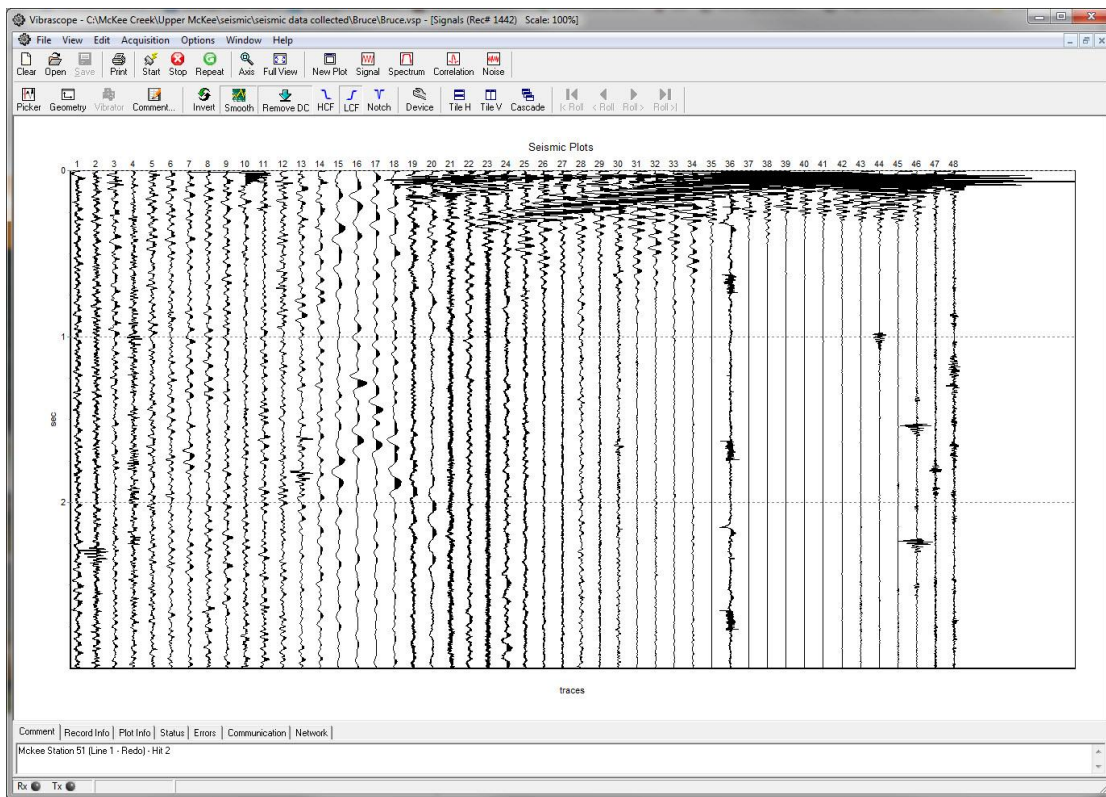 Vibrascope - C:\McKee Creek\Upper McKee\seismic\seismic data collected\Bruce\Bruce.vsp - [Signals (Rec# 1442) Scale: 100%]
File View Edit Acquisition Options Window Help
Clear Open Save Print Start Stop Repeat Axis Full View New Plot Signal Spectrum Correlation Noise
Picker Geometry Vibrator Comment... Invert Smooth Remove DC HCF LCF Notch Device Tile H Tile V Cascade |< Roll < Roll Roll > Roll >|
Seismic Plots
1 2 3 4 5 6 7 8 9 10 11 12 13 14 15 16 17 18 19 20 21 22 23 24 25 26 27 28 29 30 31 32 33 34 35 36 37 38 39 40 41 42 43 44 45 46 47 48
0
1
sec
2
traces
Comment Record Info Plot Info Status Errors Communication Network
Mckee Station 51 (Line 1 - Redo) - Hit 2
Rx Tx